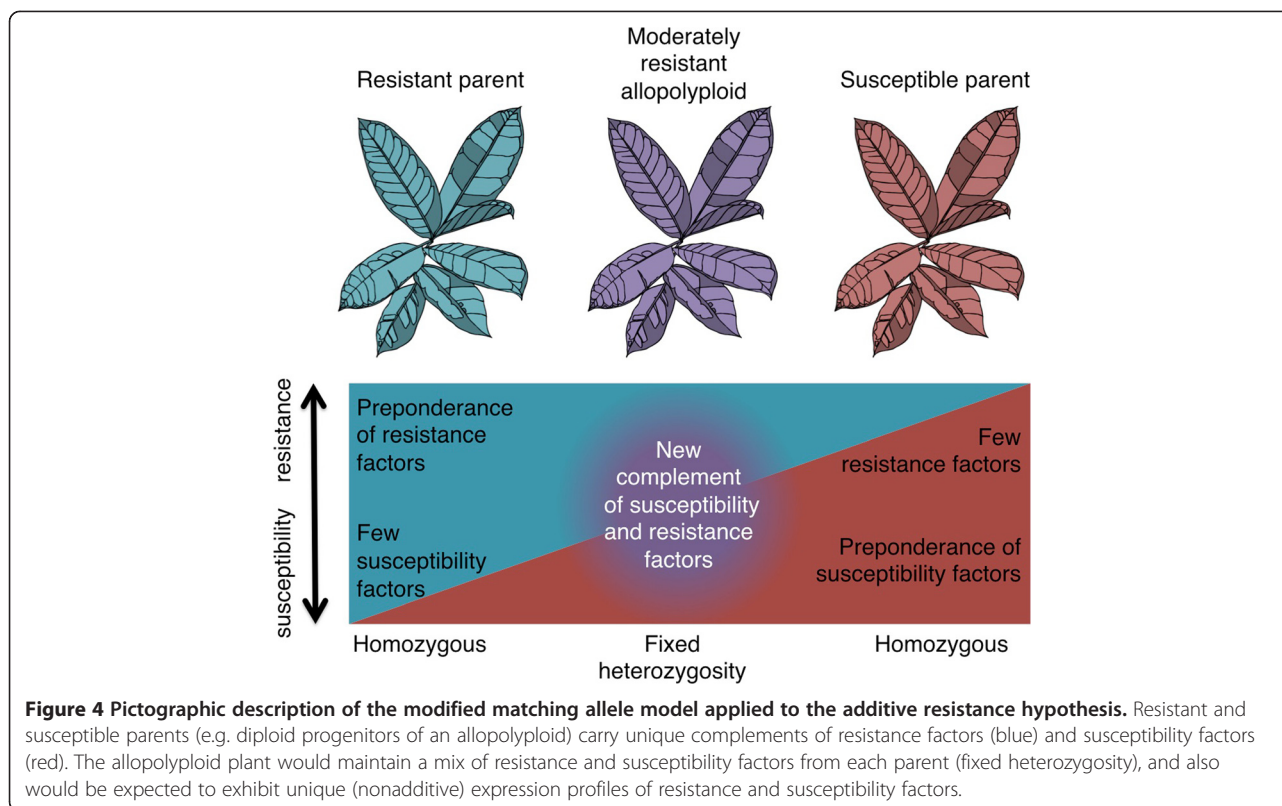 Resistant parent
Moderately
resistant
allopolyploid
Susceptible parent
resistance
susceptibility
Preponderance
of resistance
factors
Few
susceptibility
factors
New
complement
of susceptibility
and resistance
factors
Few
resistance factors
Preponderance of
susceptibility factors
Homozygous
Fixed
heterozygosity
Homozygous
Figure 4 Pictographic description of the modified matching allele model applied to the additive resistance hypothesis. Resistant and
susceptible parents (e.g. diploid progenitors of an allopolyploid) carry unique complements of resistance factors (blue) and susceptibility factors
(red). The allopolyploid plant would maintain a mix of resistance and susceptibility factors from each parent (fixed heterozygosity), and also
would be expected to exhibit unique (nonadditive) expression profiles of resistance and susceptibility factors.